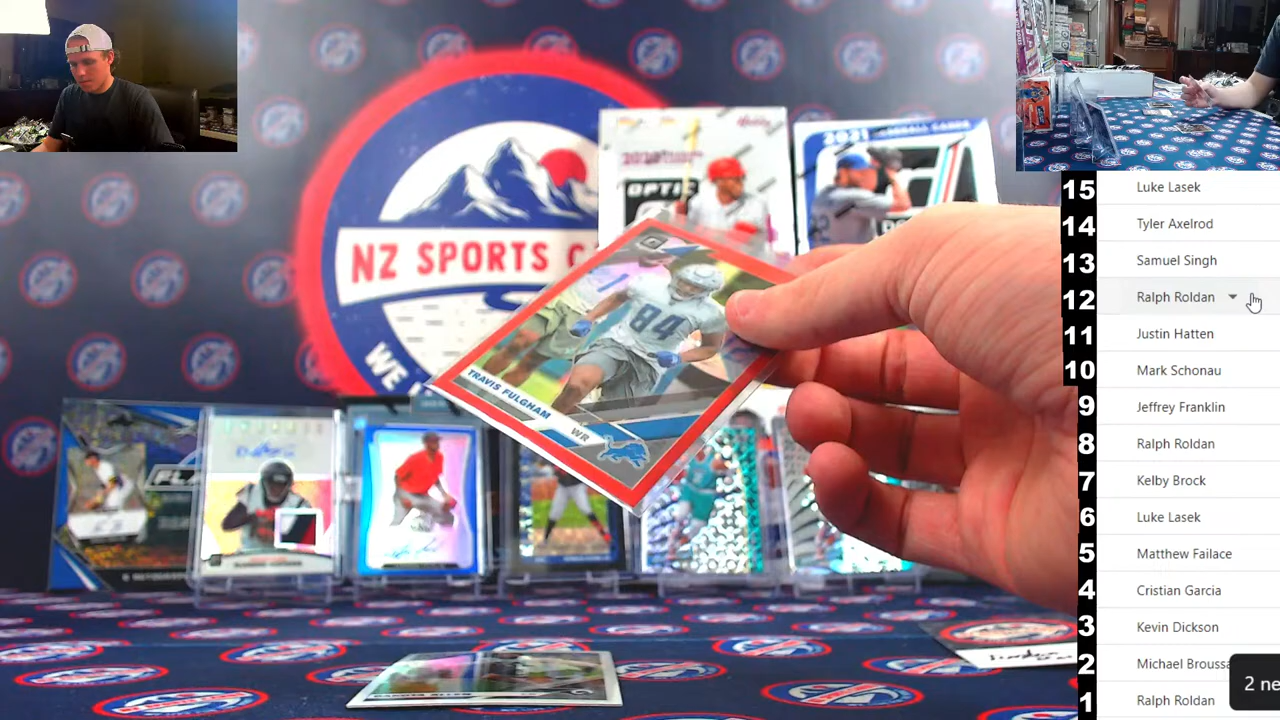 2021
OPTIC
NZ SPORTS C
WE
84
TRAVIS FULGHAM
WR
15 Luke Lasek
14 Tyler Axelrod
13 Samuel Singh
12 Ralph Roldan
11 Justin Hatten
10 Mark Schonau
9 Jeffrey Franklin
8 Ralph Roldan
7 Kelby Brock
6 Luke Lasek
5 Matthew Failace
4 Cristian Garcia
3 Kevin Dickson
2 Michael Broussa
1 Ralph Roldan
2 ne